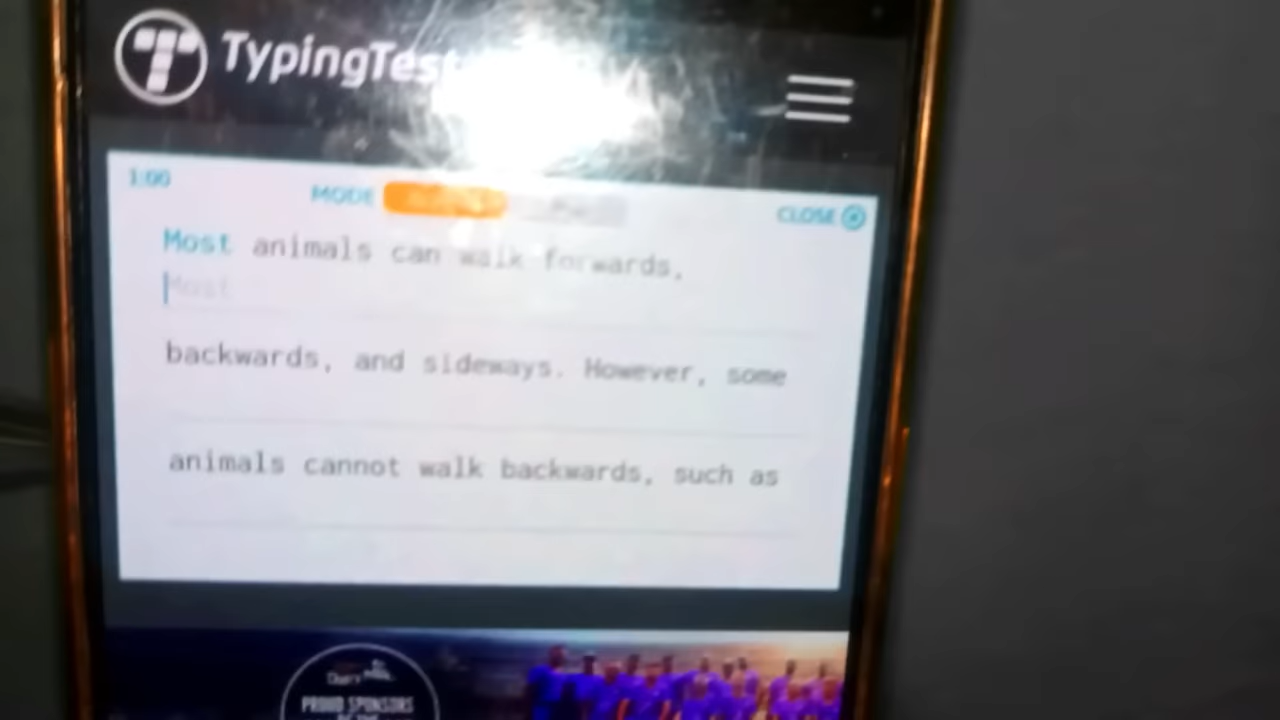 TypingTest
1:00
MODE
CLOSE
Most animals can walk forwards,
Most
backwards, and sideways. However, some
animals cannot walk backwards, such as
PROUD SPONSORS